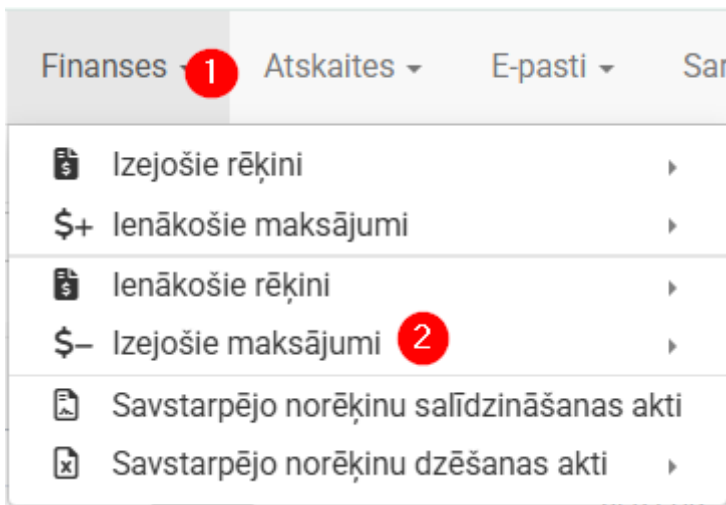 Finanses 1 Atskaites E-pasti
Izejošie rēķini
$+ Ienākošie maksājumi
Ienākošie rēķini
$– Izejošie maksājumi 2
Savstarpējo norēķinu salīdzināšanas akti
Savstarpējo norēķinu dzēšanas akti